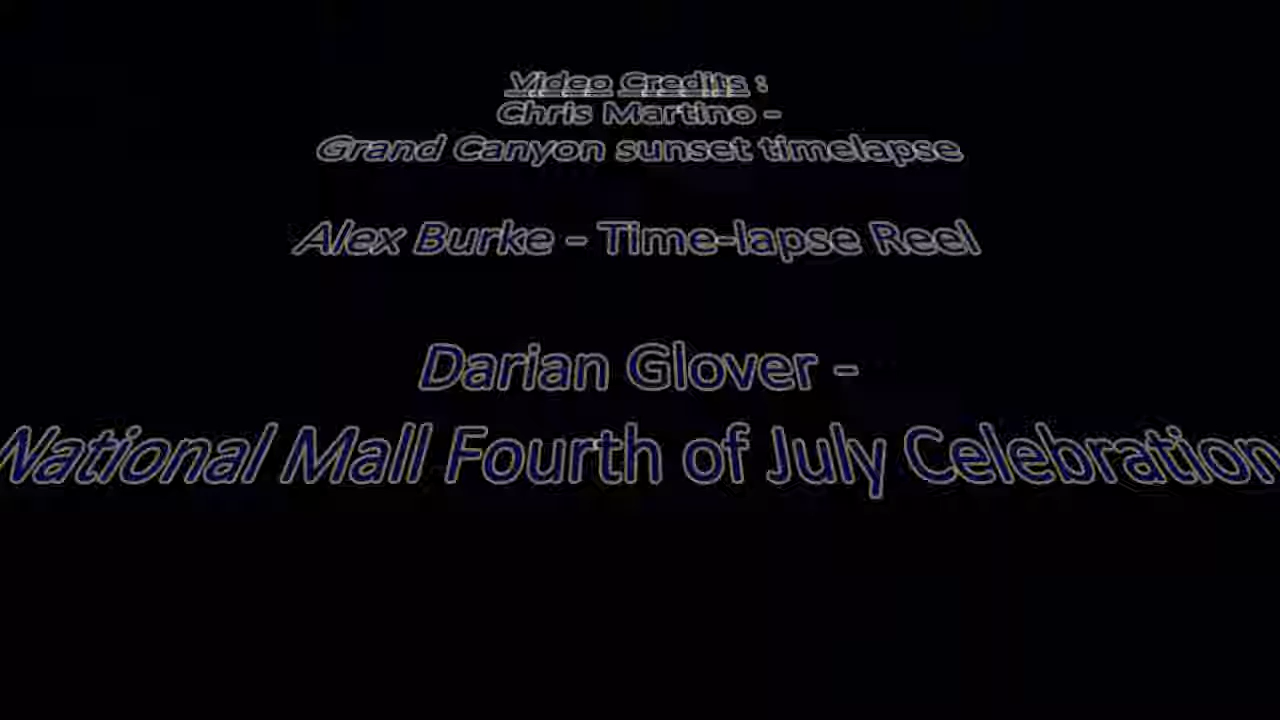 Video Credits :
Chris Martino -
Grand Canyon sunset timelapse
Alex Burke - Time-lapse Reel
Darian Glover -
National Mall Fourth of July Celebration